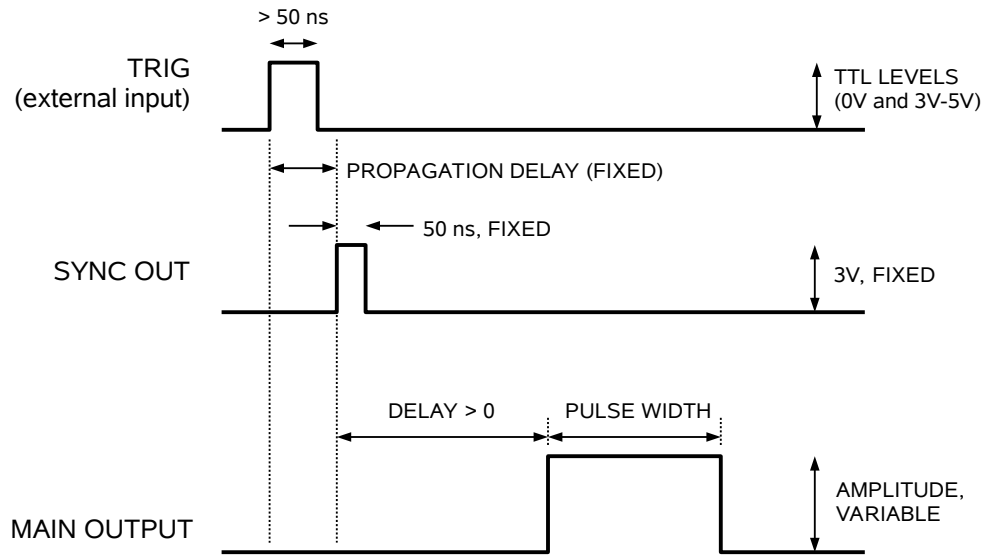 > 50 ns
TRIG
(external input)
TTL LEVELS
(0V and 3V-5V)
PROPAGATION DELAY (FIXED)
50 ns, FIXED
SYNC OUT
3V, FIXED
DELAY > 0
PULSE WIDTH
AMPLITUDE,
VARIABLE
MAIN OUTPUT